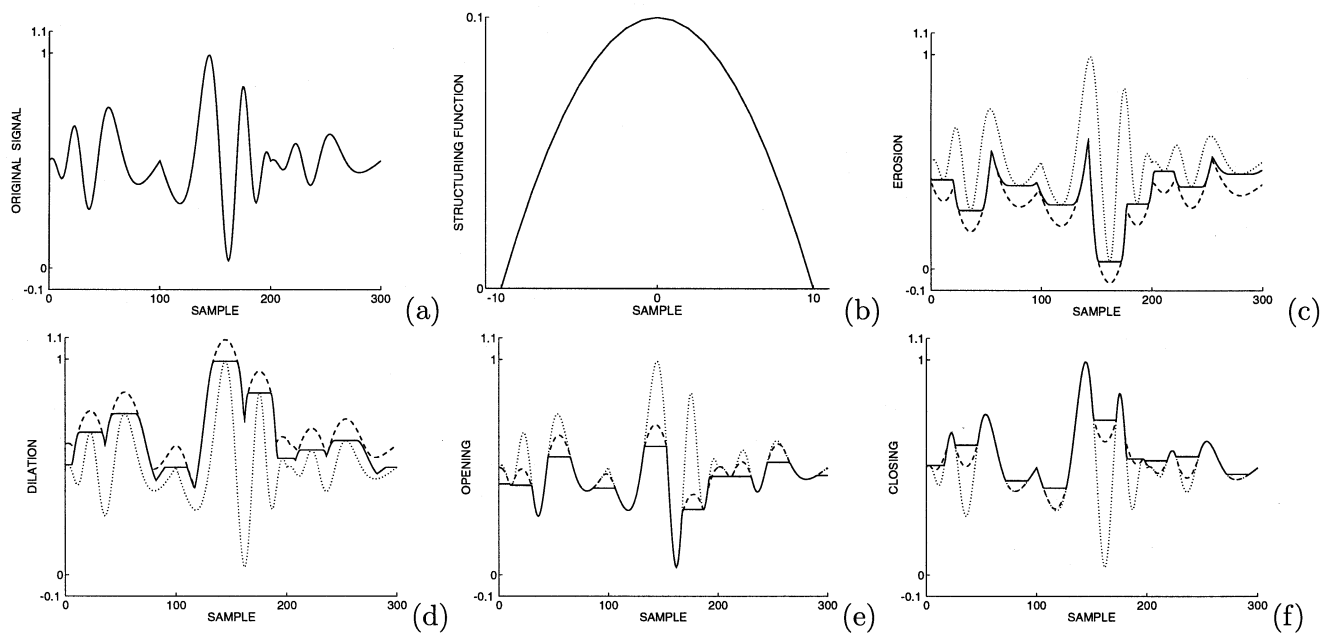 ORIGINAL SIGNAL
1.1
1
0
-0.1
0
100
200
300
SAMPLE
(a)
STRUCTURING FUNCTION
0.1
0
-10
0
10
SAMPLE
(b)
EROSION
1.1
1
0
-0.1
0
100
200
300
SAMPLE
(c)
DILATION
1.1
1
0
-0.1
0
100
200
300
SAMPLE
(d)
OPENING
1.1
1
0
-0.1
0
100
200
300
SAMPLE
(e)
CLOSING
1.1
1
0
-0.1
0
100
200
300
SAMPLE
(f)